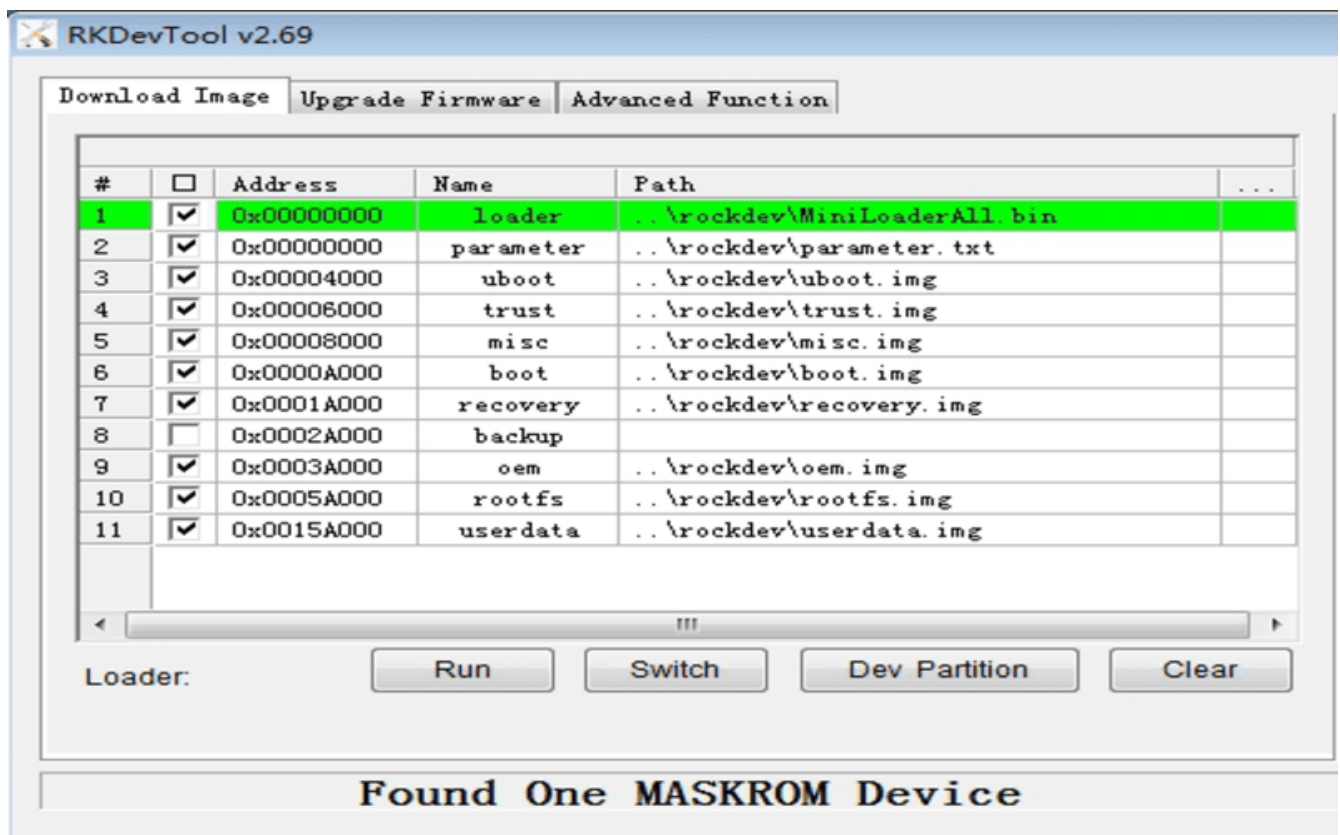 RKDevTool v2.69
Download Image Upgrade Firmware Advanced Function
# Address Name Path ...
1 0x00000000 loader ..\rockdev\MiniLoaderAll.bin
2 0x00000000 parameter ..\rockdev\parameter.txt
3 0x00004000 uboot ..\rockdev\uboot.img
4 0x00006000 trust ..\rockdev\trust.img
5 0x00008000 misc ..\rockdev\misc.img
6 0x0000A000 boot ..\rockdev\boot.img
7 0x0001A000 recovery ..\rockdev\recovery.img
8 0x0002A000 backup
9 0x0003A000 oem ..\rockdev\oem.img
10 0x0005A000 rootfs ..\rockdev\rootfs.img
11 0x0015A000 userdata ..\rockdev\userdata.img
Loader: Run Switch Dev Partition Clear
Found One MASKROM Device